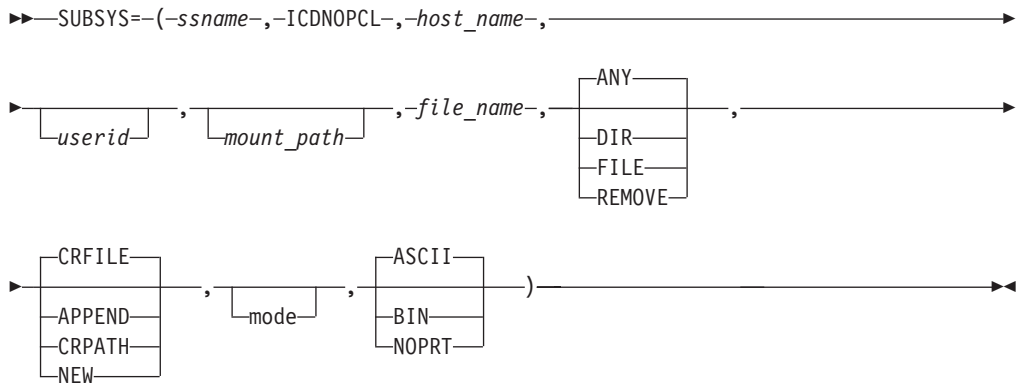 SUBSYS= ( ssname , ICDNOPCL , host_name ,
ANY
userid , mount_path , file_name , DIR ,
FILE
REMOVE
CRFILE ASCII
APPEND , mode , BIN )
CRPATH NOPRT
NEW